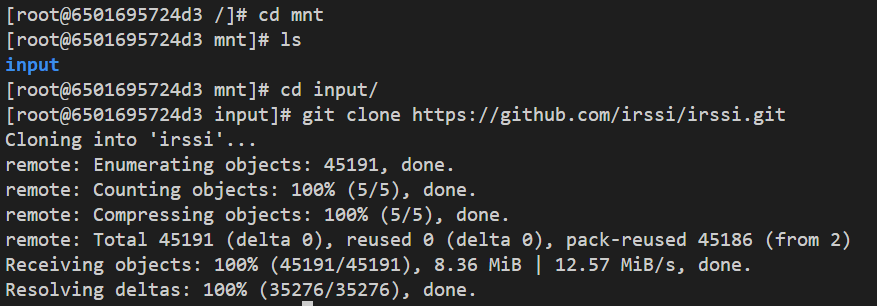 [root@6501695724d3 /]# cd mnt
[root@6501695724d3 mnt]# ls
input
[root@6501695724d3 mnt]# cd input/
[root@6501695724d3 input]# git clone https://github.com/irssi/irssi.git
Cloning into 'irssi'...
remote: Enumerating objects: 45191, done.
remote: Counting objects: 100% (5/5), done.
remote: Compressing objects: 100% (5/5), done.
remote: Total 45191 (delta 0), reused 0 (delta 0), pack-reused 45186 (from 2)
Receiving objects: 100% (45191/45191), 8.36 MiB | 12.57 MiB/s, done.
Resolving deltas: 100% (35276/35276), done.